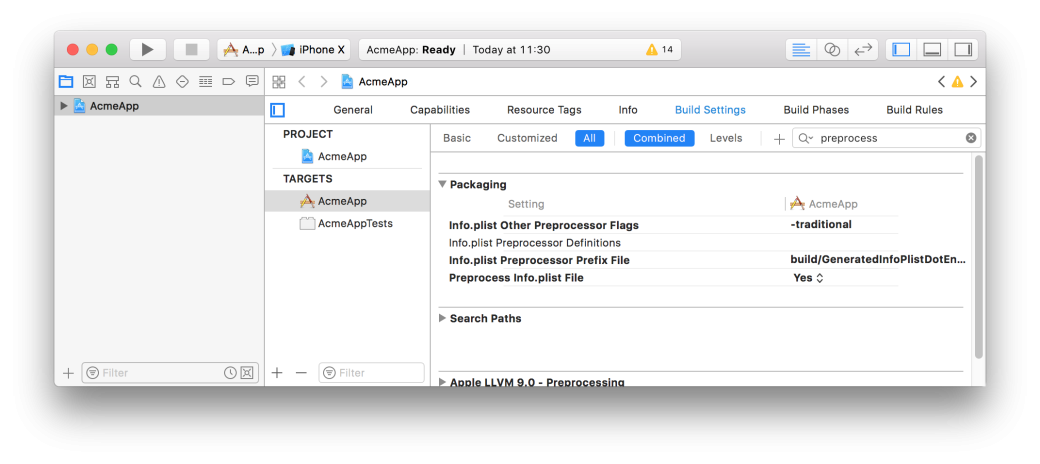 A...p iPhone X AcmeApp: Ready | Today at 11:30 14
AcmeApp
AcmeApp
General Capabilities Resource Tags Info Build Settings Build Phases Build Rules
PROJECT
AcmeApp
TARGETS
AcmeApp
AcmeAppTests
Basic Customized All Combined Levels + preprocess
Packaging
Setting AcmeApp
Info.plist Other Preprocessor Flags -traditional
Info.plist Preprocessor Definitions
Info.plist Preprocessor Prefix File build/GeneratedInfoPlistDotEn...
Preprocess Info.plist File Yes
Search Paths
Apple LLVM 9.0 - Preprocessing
+ Filter
+ − Filter